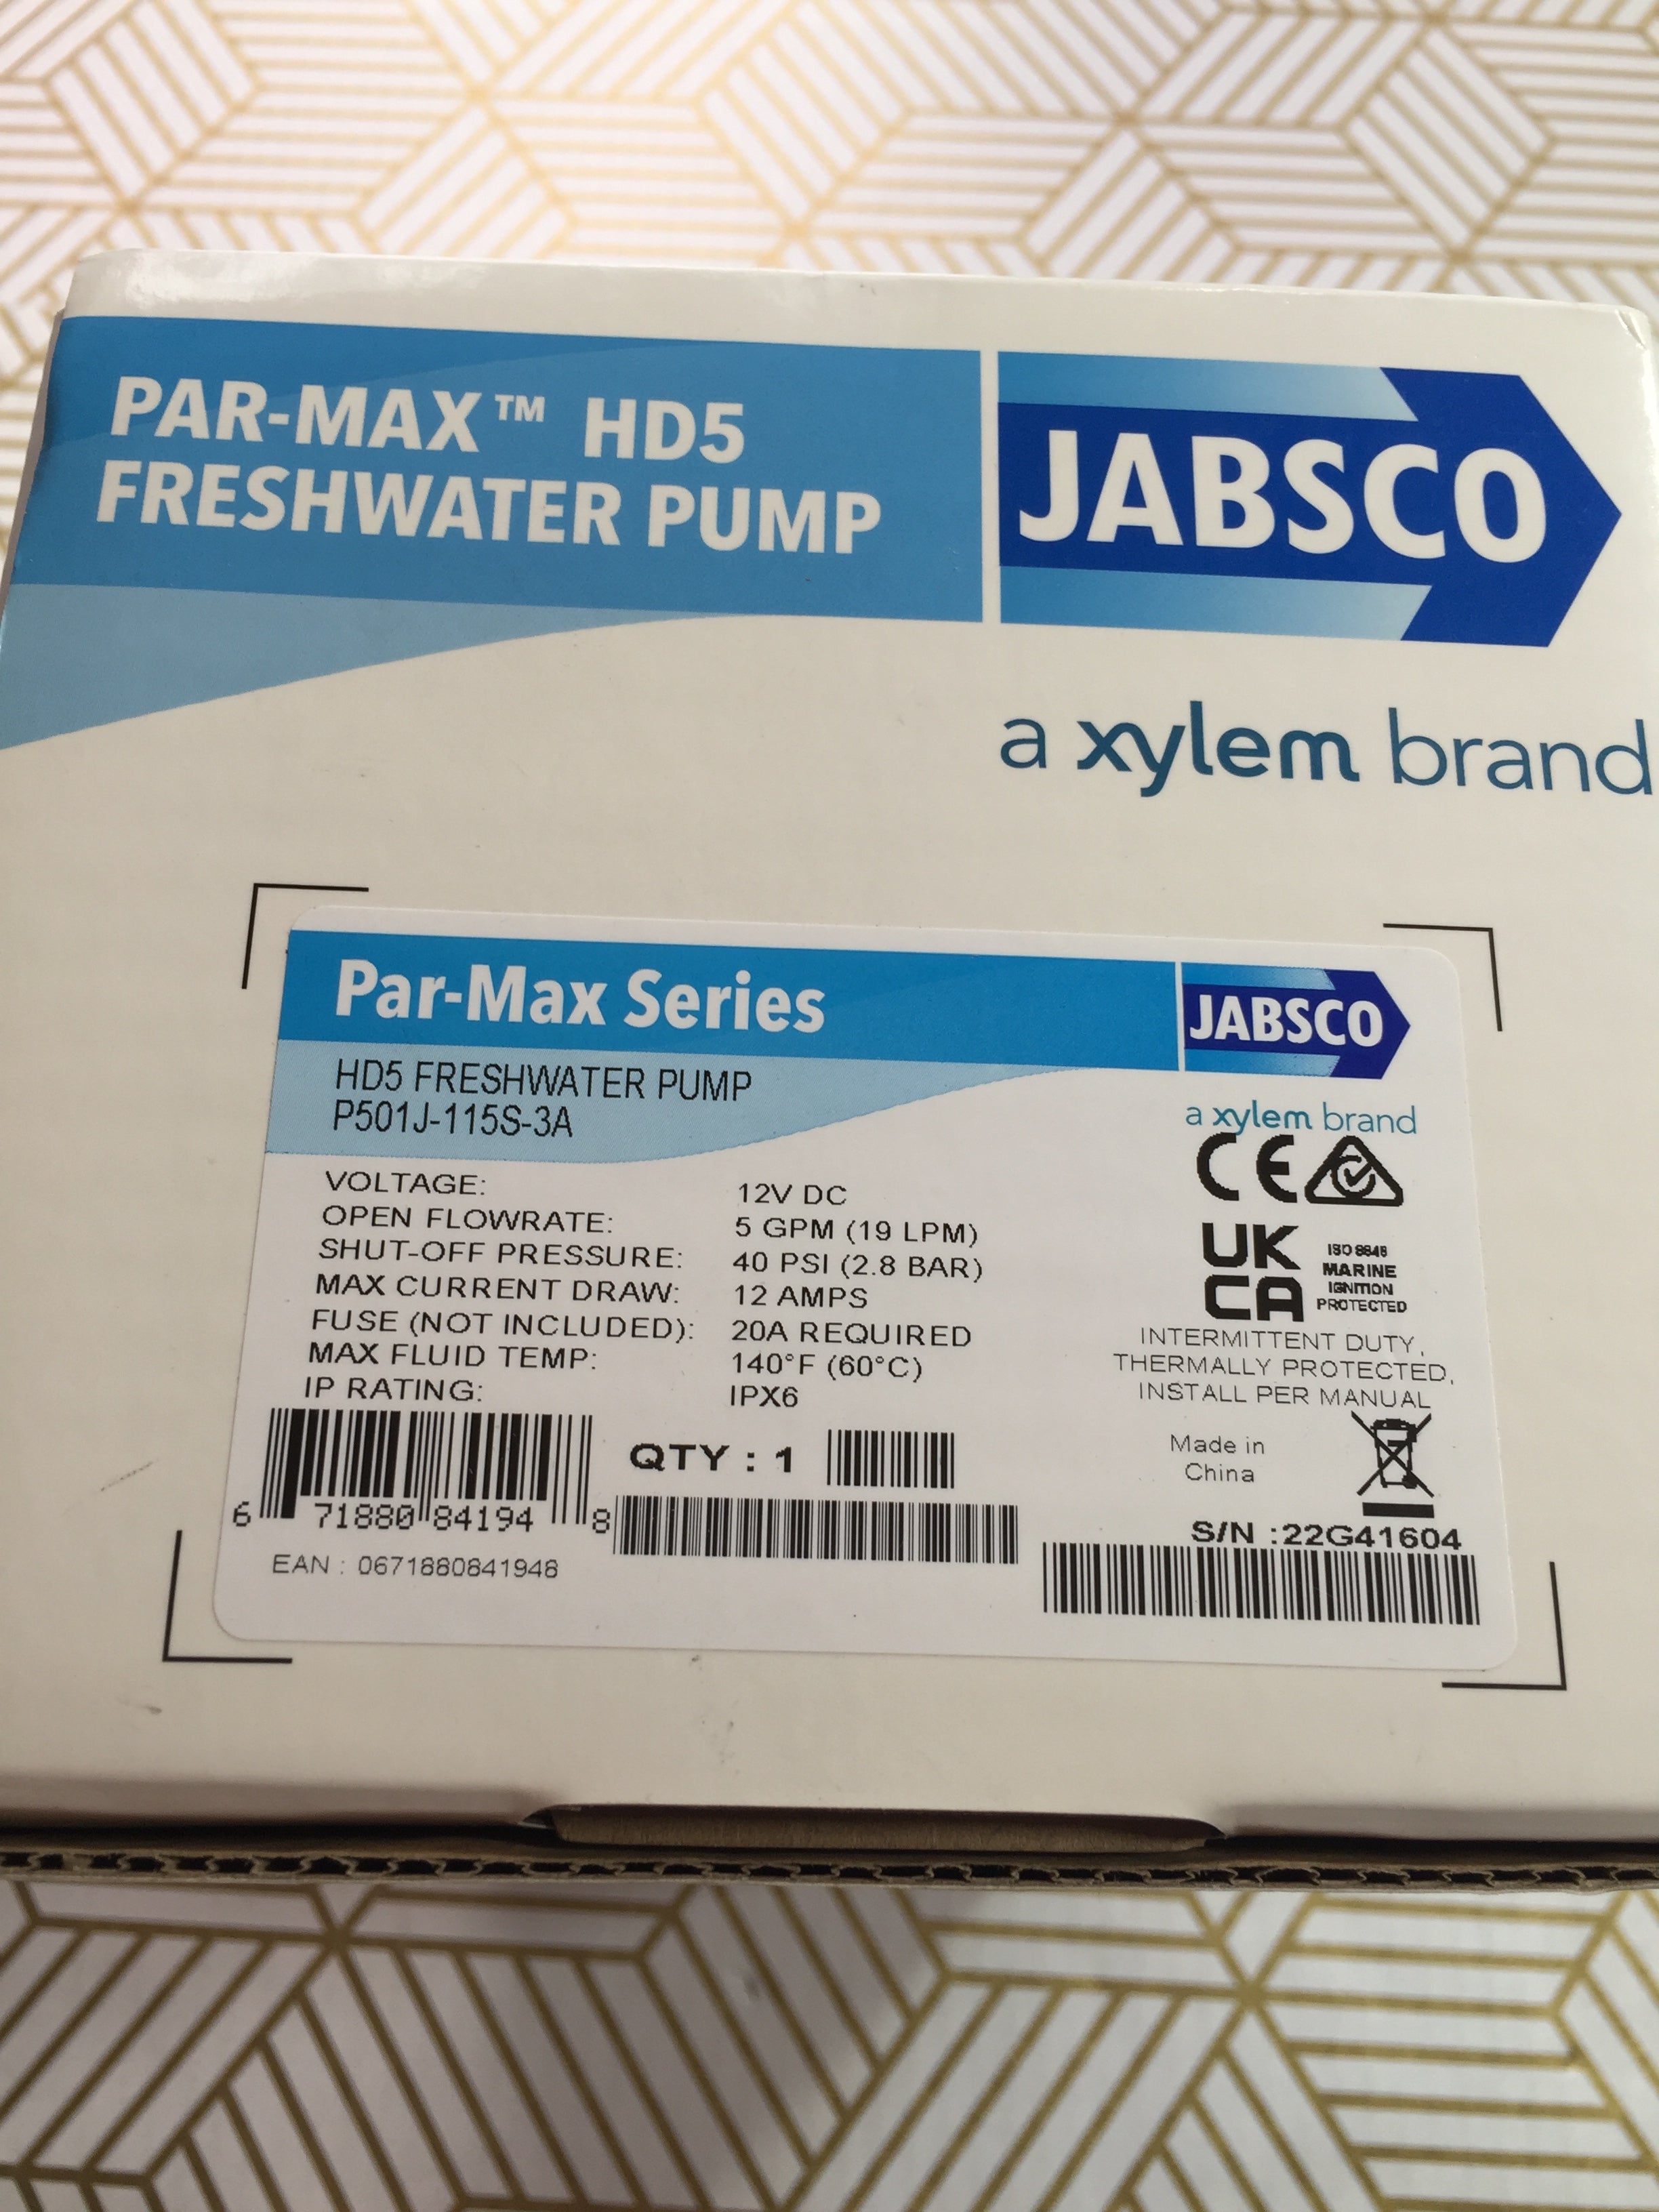 PAR-MAX™ HD5
FRESHWATER PUMP
JABSCO
a xylem brand
Par-Max Series
JABSCO
HD5 FRESHWATER PUMP
P501J-115S-3A
a xylem brand
VOLTAGE: 12V DC
OPEN FLOWRATE: 5 GPM (19 LPM)
SHUT-OFF PRESSURE: 40 PSI (2.8 BAR)
MAX CURRENT DRAW: 12 AMPS
FUSE (NOT INCLUDED): 20A REQUIRED
MAX FLUID TEMP: 140°F (60°C)
IP RATING: IPX6
CE
UK
CA
ISO 8846
MARINE
IGNITION
PROTECTED
INTERMITTENT DUTY,
THERMALLY PROTECTED,
INSTALL PER MANUAL
QTY : 1
Made in
China
6 71880 84194 8
EAN : 0671880841948
S/N :22G41604